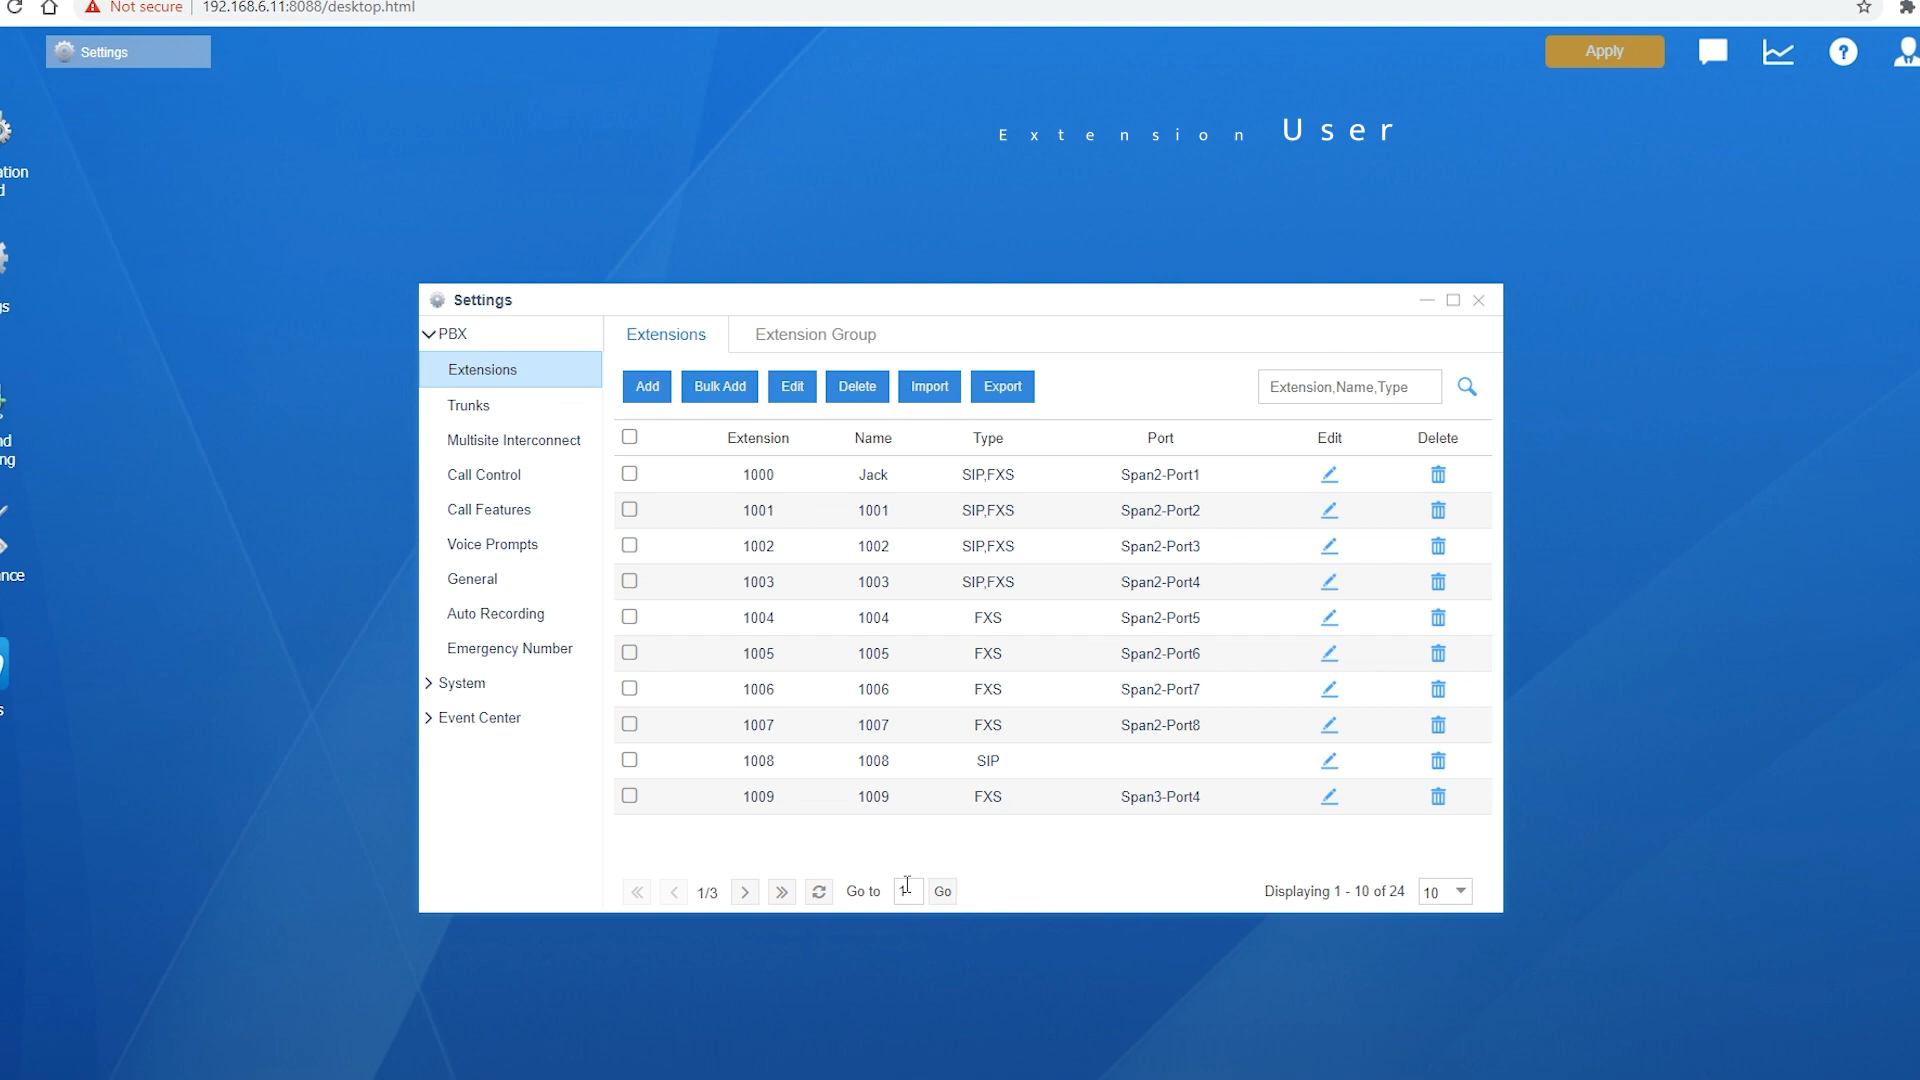 Not secure 192.168.6.11:8088/desktop.html
Settings
Apply
Extension User
ation
d
gs
nd
ng
nce
s
Settings
PBX
Extensions
Trunks
Multisite Interconnect
Call Control
Call Features
Voice Prompts
General
Auto Recording
Emergency Number
System
Event Center
Extensions Extension Group
Add Bulk Add Edit Delete Import Export Extension,Name,Type
Extension Name Type Port Edit Delete
1000 Jack SIP,FXS Span2-Port1
1001 1001 SIP,FXS Span2-Port2
1002 1002 SIP,FXS Span2-Port3
1003 1003 SIP,FXS Span2-Port4
1004 1004 FXS Span2-Port5
1005 1005 FXS Span2-Port6
1006 1006 FXS Span2-Port7
1007 1007 FXS Span2-Port8
1008 1008 SIP
1009 1009 FXS Span3-Port4
1/3 Go to 1 Go Displaying 1 - 10 of 24 10